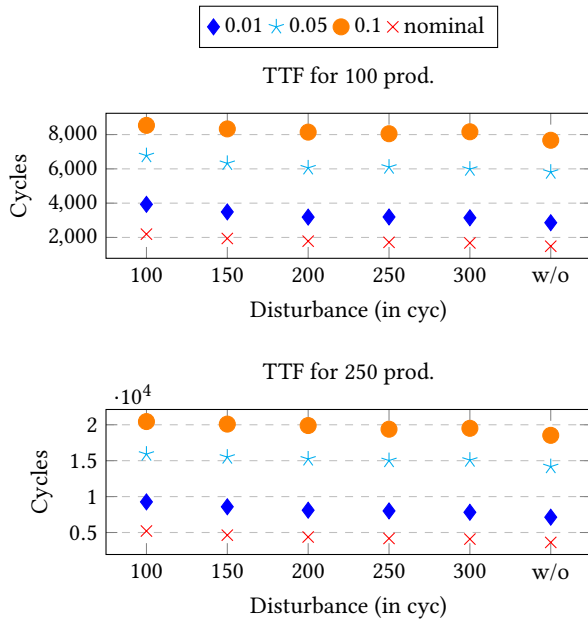 0.01 0.05 0.1 nominal
TTF for 100 prod.
8,000
6,000
4,000
2,000
Cycles
100 150 200 250 300 w/o
Disturbance (in cyc)
TTF for 250 prod.
·10⁴
2
1.5
1
0.5
Cycles
100 150 200 250 300 w/o
Disturbance (in cyc)